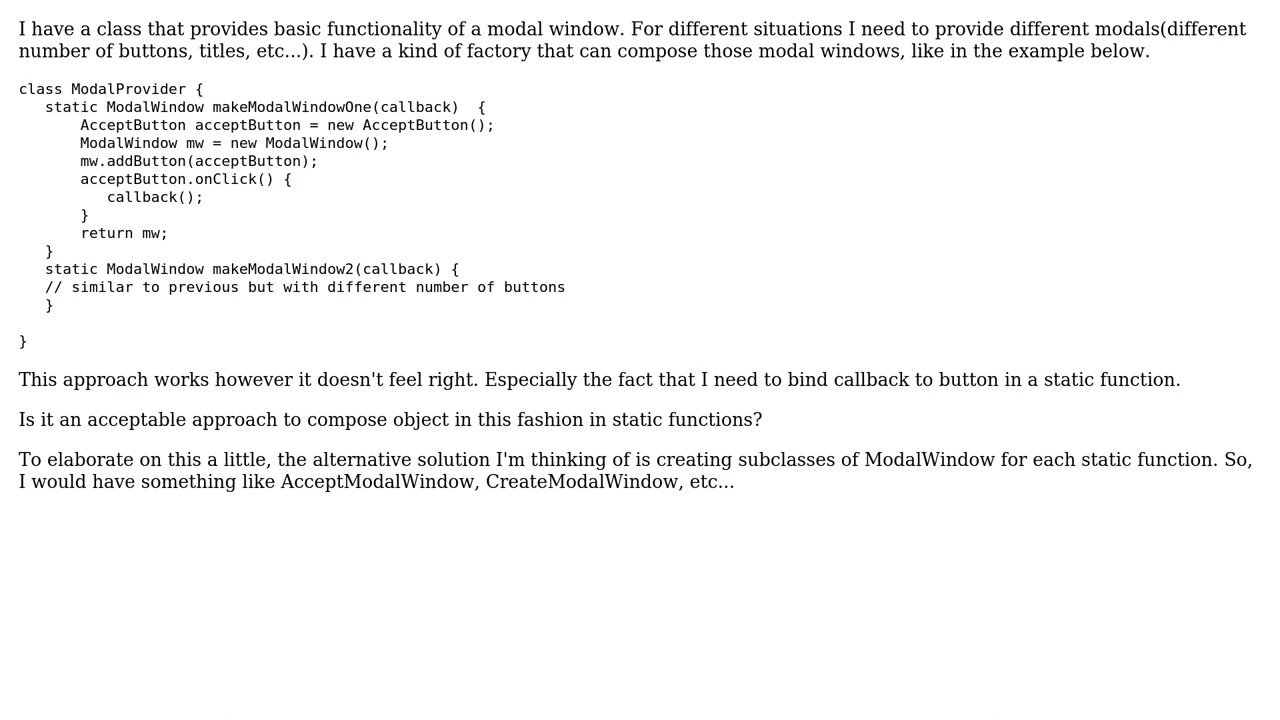 I have a class that provides basic functionality of a modal window. For different situations I need to provide different modals(different
number of buttons, titles, etc...). I have a kind of factory that can compose those modal windows, like in the example below.
class ModalProvider {
   static ModalWindow makeModalWindowOne(callback)  {
       AcceptButton acceptButton = new AcceptButton();
       ModalWindow mw = new ModalWindow();
       mw.addButton(acceptButton);
       acceptButton.onClick() {
          callback();
       }
       return mw;
   }
   static ModalWindow makeModalWindow2(callback) {
   // similar to previous but with different number of buttons
   }
}
This approach works however it doesn't feel right. Especially the fact that I need to bind callback to button in a static function.
Is it an acceptable approach to compose object in this fashion in static functions?
To elaborate on this a little, the alternative solution I'm thinking of is creating subclasses of ModalWindow for each static function. So,
I would have something like AcceptModalWindow, CreateModalWindow, etc...